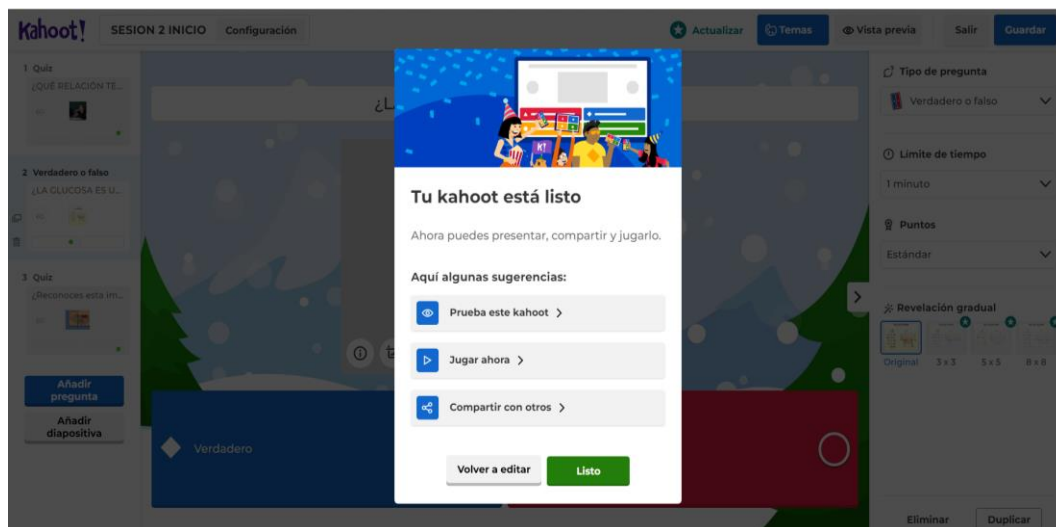 Kahoot!
SESION 2 INICIO
Configuración
Actualizar
Temas
Vista previa
Salir
Guardar
1 Quiz
¿QUÉ RELACIÓN TE...
2 Verdadero o falso
¿LA GLUCOSA ES U...
3 Quiz
¿Reconoces esta im...
Añadir
pregunta
Añadir
diapositiva
¿L
Verdadero
K!
Tu kahoot está listo
Ahora puedes presentar, compartir y jugarlo.
Aquí algunas sugerencias:
Prueba este kahoot >
Jugar ahora >
Compartir con otros >
Volver a editar
Listo
Tipo de pregunta
Verdadero o falso
Límite de tiempo
1 minuto
Puntos
Estándar
Revelación gradual
Original
3 x 3
5 x 5
8 x 8
Eliminar
Duplicar